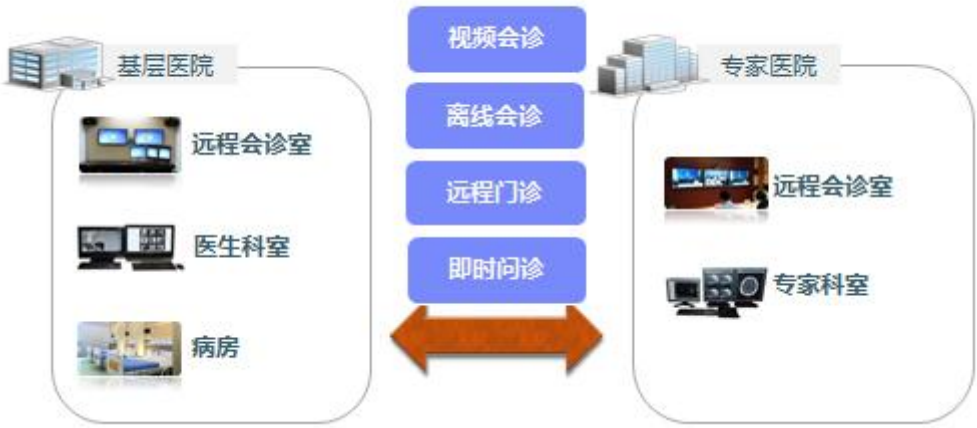 基层医院
远程会诊室
医生科室
病房
视频会诊
离线会诊
远程门诊
即时问诊
专家医院
远程会诊室
专家科室